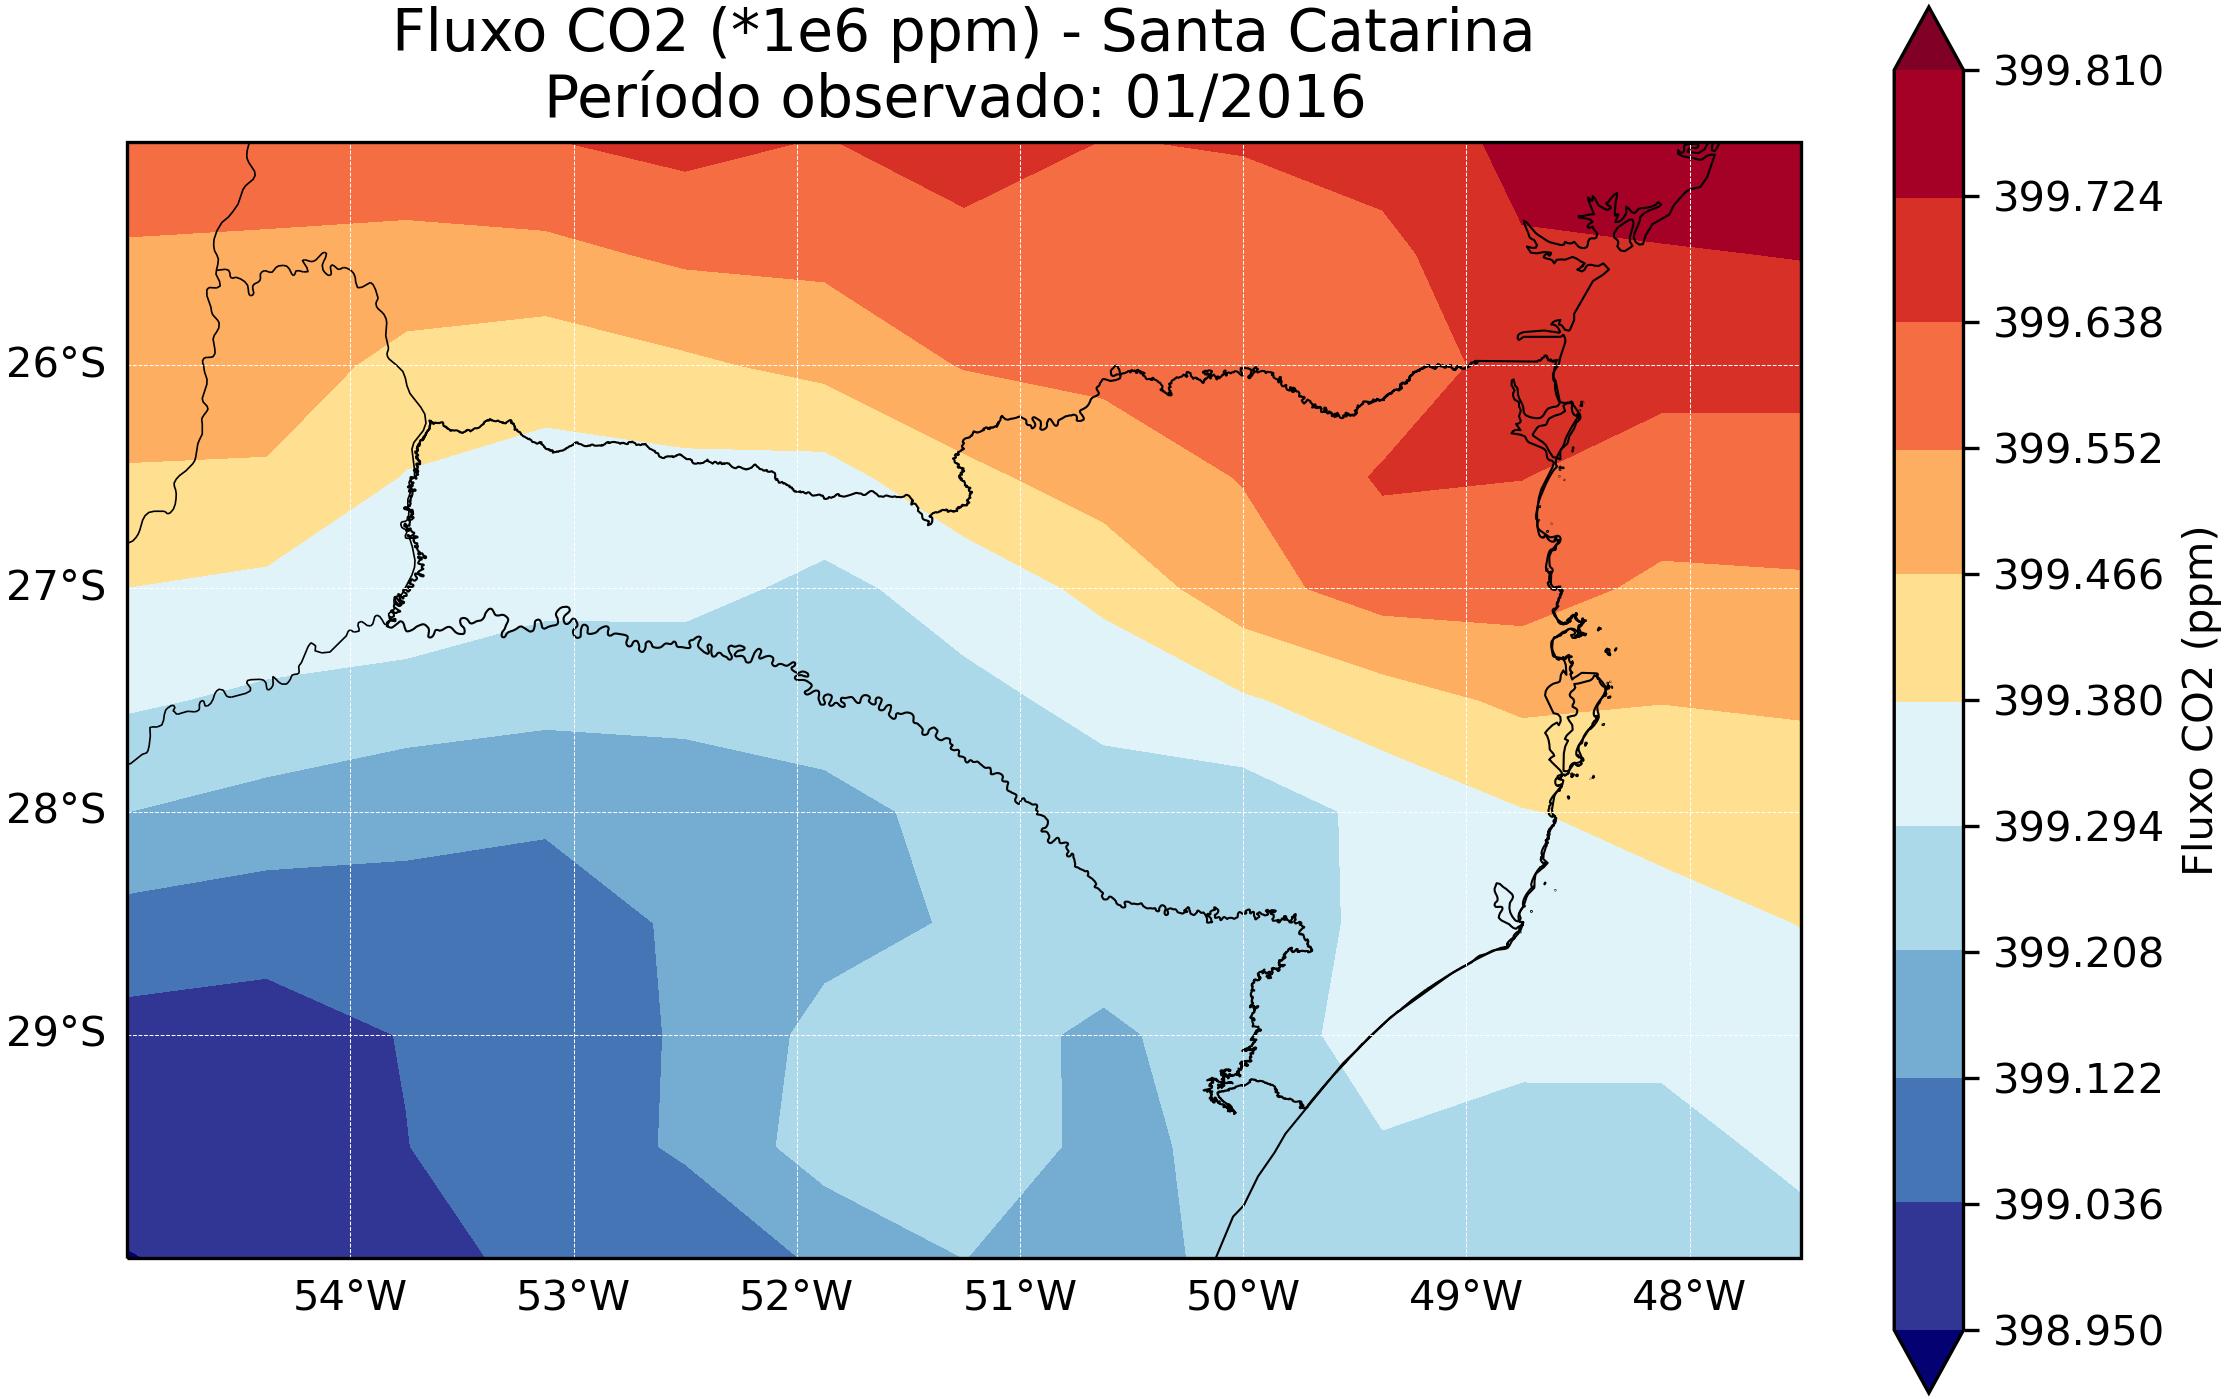 Fluxo CO2 (*1e6 ppm) - Santa Catarina
Período observado: 01/2016
26°S
27°S
28°S
29°S
54°W
53°W
52°W
51°W
50°W
49°W
48°W
399.810
399.724
399.638
399.552
399.466
399.380
399.294
399.208
399.122
399.036
398.950
Fluxo CO2 (ppm)